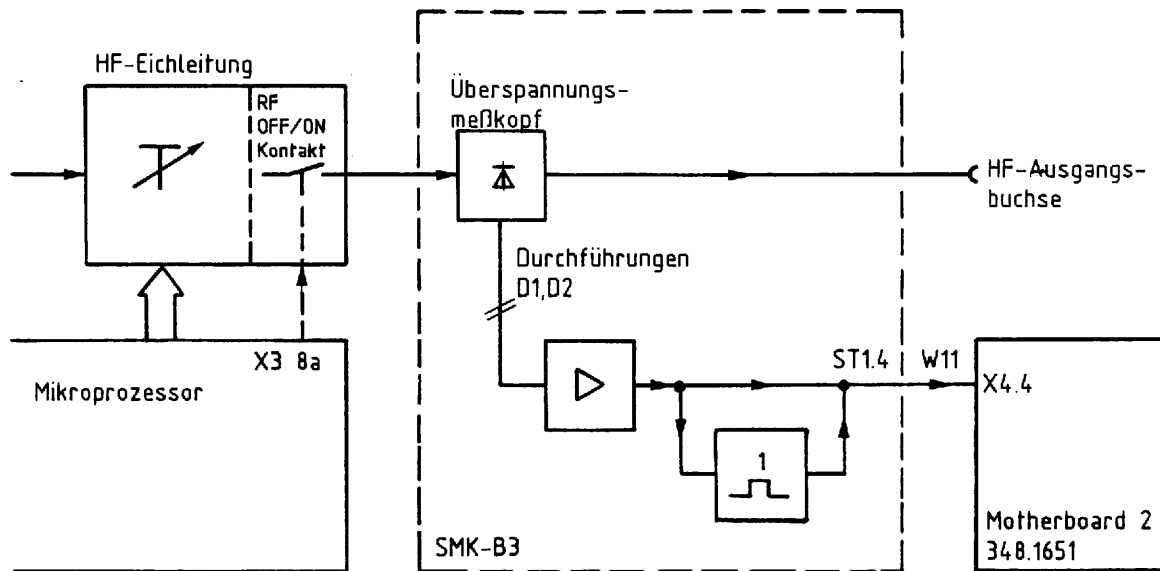 HF-Eichleitung
RF
OFF/ON
Kontakt
Überspannungs-
meßkopf
HF-Ausgangs-
buchse
Durchführungen
D1,D2
X3 8a
Mikroprozessor
ST1.4
W11
X4.4
1
SMK-B3
Motherboard 2
348.1651